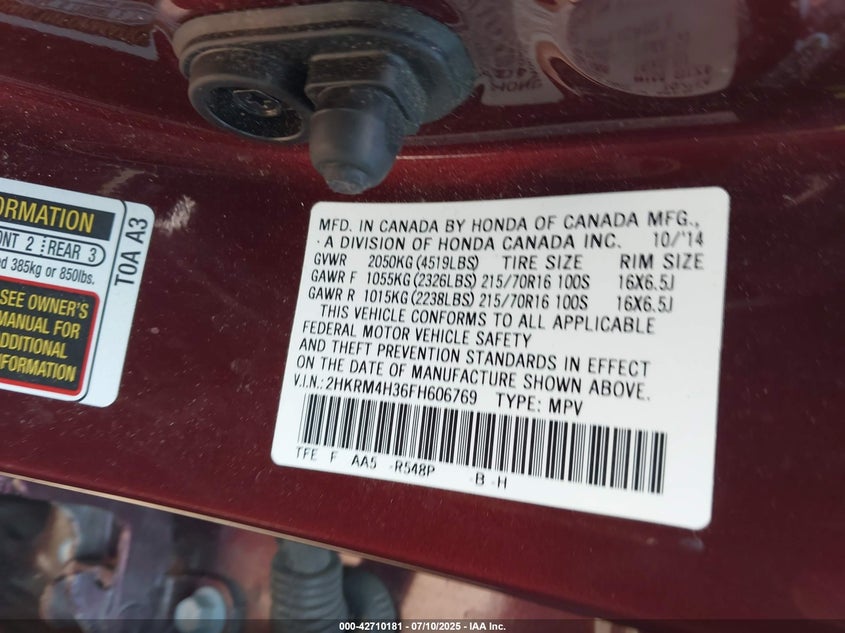 ORMATION
ONT 2 REAR 3
d 385kg or 850lbs.
SEE OWNER'S
MANUAL FOR
ADDITIONAL
NFORMATION
T0A A3
MFD. IN CANADA BY HONDA OF CANADA MFG.,
A DIVISION OF HONDA CANADA INC. 10/'14
GVWR 2050KG (4519LBS) TIRE SIZE RIM SIZE
GAWR F 1055KG (2326LBS) 215/70R16 100S 16X6.5J
GAWR R 1015KG (2238LBS) 215/70R16 100S 16X6.5J
THIS VEHICLE CONFORMS TO ALL APPLICABLE
FEDERAL MOTOR VEHICLE SAFETY
AND THEFT PREVENTION STANDARDS IN EFFECT
ON THE DATE OF MANUFACTURE SHOWN ABOVE.
V.I.N.: 2HKRM4H36FH606769 TYPE: MPV
TFE F AA5 R548P B H
000-42710181 - 07/10/2025 - IAA Inc.